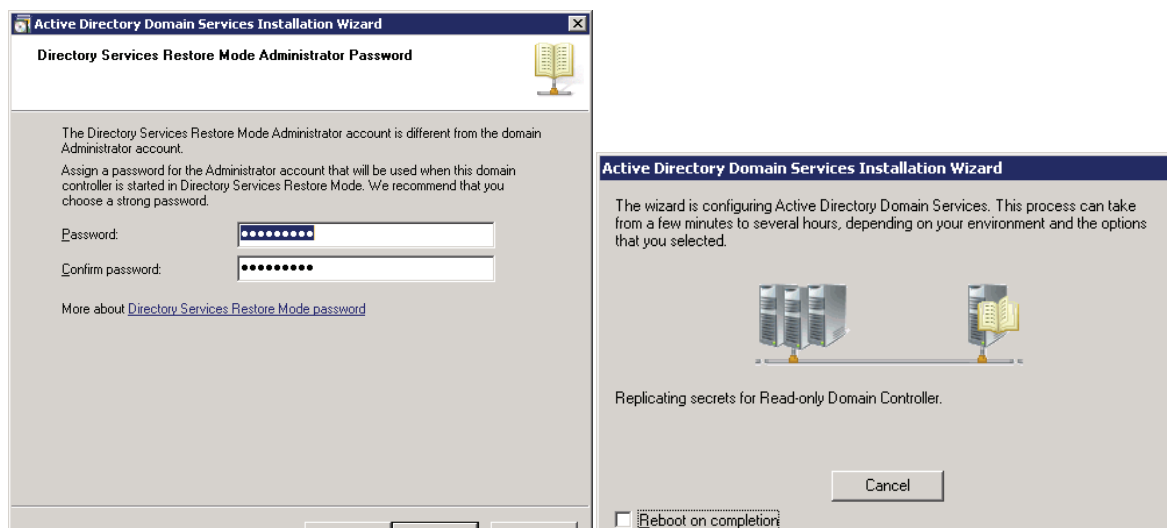 Active Directory Domain Services Installation Wizard
Directory Services Restore Mode Administrator Password
The Directory Services Restore Mode Administrator account is different from the domain
Administrator account.
Assign a password for the Administrator account that will be used when this domain
controller is started in Directory Services Restore Mode. We recommend that you
choose a strong password.
Password:
Confirm password:
More about Directory Services Restore Mode password
Active Directory Domain Services Installation Wizard
The wizard is configuring Active Directory Domain Services. This process can take
from a few minutes to several hours, depending on your environment and the options
that you selected.
Replicating secrets for Read-only Domain Controller.
Cancel
Reboot on completion